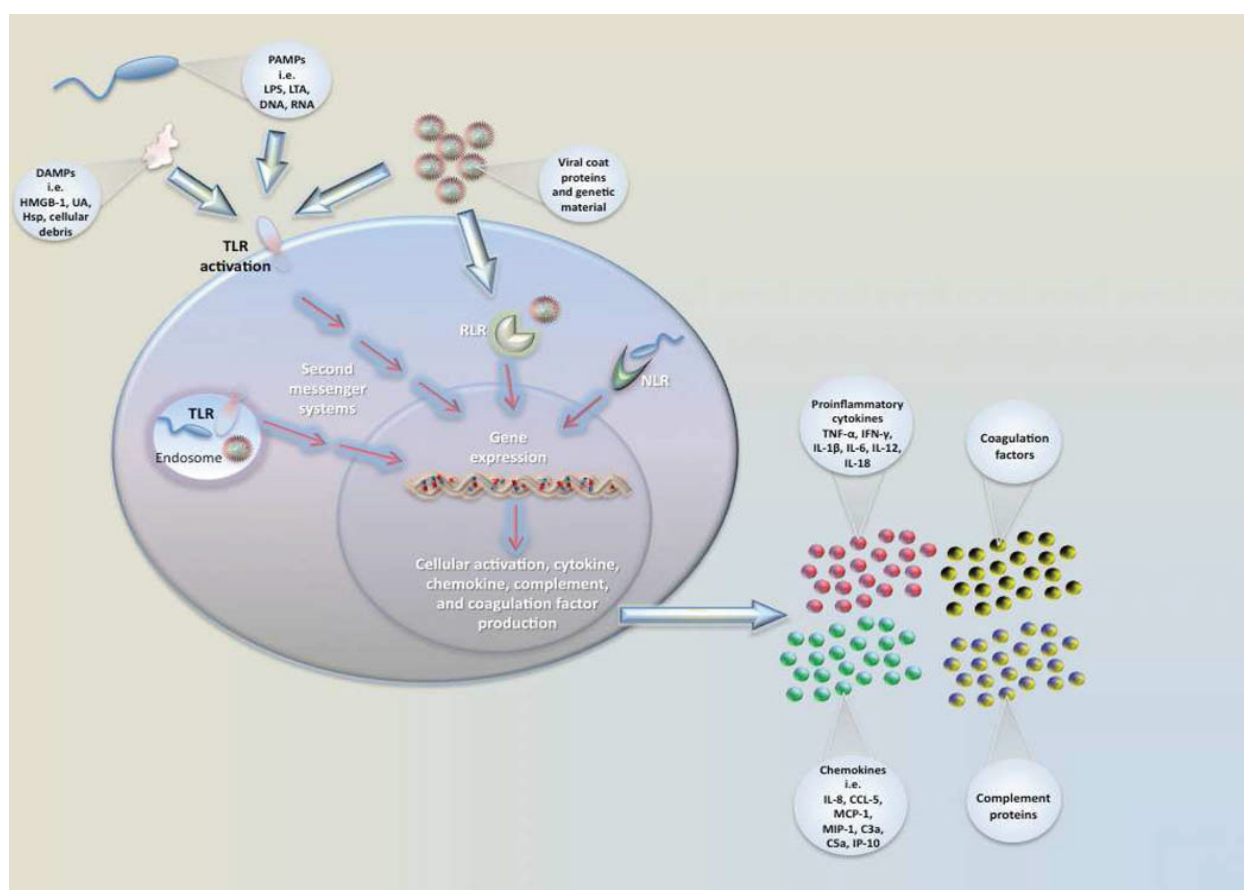 PAMPs
i.e.
LPS, LTA,
DNA, RNA
DAMPs
i.e.
HMGB-1, UA,
Hsp, cellular
debris
Viral coat
proteins
and genetic
material
TLR
activation
RLR
NLR
Second
messenger
systems
TLR
Endosome
Gene
expression
Cellular activation, cytokine,
chemokine, complement,
and coagulation factor
production
Proinflammatory
cytokines
TNF-α, IFN-γ,
IL-1β, IL-6, IL-12,
IL-18
Coagulation
factors
Chemokines
i.e.
IL-8, CCL-5,
MCP-1,
MIP-1, C3a,
C5a, IP-10
Complement
proteins